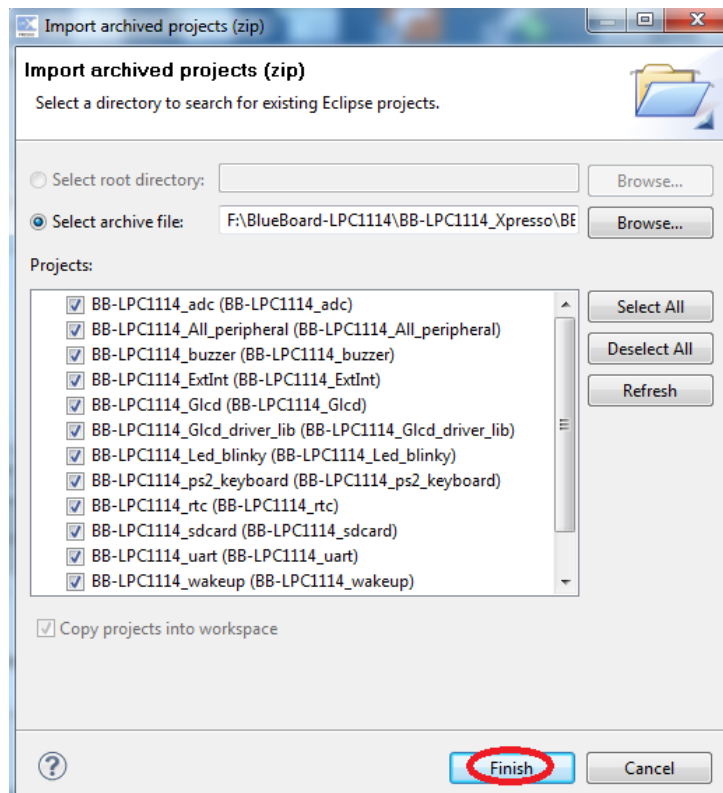 Import archived projects (zip)
Import archived projects (zip)
Select a directory to search for existing Eclipse projects.
Select root directory: Browse...
Select archive file: F:\BlueBoard-LPC1114\BB-LPC1114_Xpresso\BE Browse...
Projects:
BB-LPC1114_adc (BB-LPC1114_adc) Select All
BB-LPC1114_All_peripheral (BB-LPC1114_All_peripheral)
BB-LPC1114_buzzer (BB-LPC1114_buzzer) Deselect All
BB-LPC1114_ExtInt (BB-LPC1114_ExtInt)
BB-LPC1114_Glcd (BB-LPC1114_Glcd) Refresh
BB-LPC1114_Glcd_driver_lib (BB-LPC1114_Glcd_driver_lib)
BB-LPC1114_Led_blinky (BB-LPC1114_Led_blinky)
BB-LPC1114_ps2_keyboard (BB-LPC1114_ps2_keyboard)
BB-LPC1114_rtc (BB-LPC1114_rtc)
BB-LPC1114_sdcard (BB-LPC1114_sdcard)
BB-LPC1114_uart (BB-LPC1114_uart)
BB-LPC1114_wakeup (BB-LPC1114_wakeup)
Copy projects into workspace
? Finish Cancel